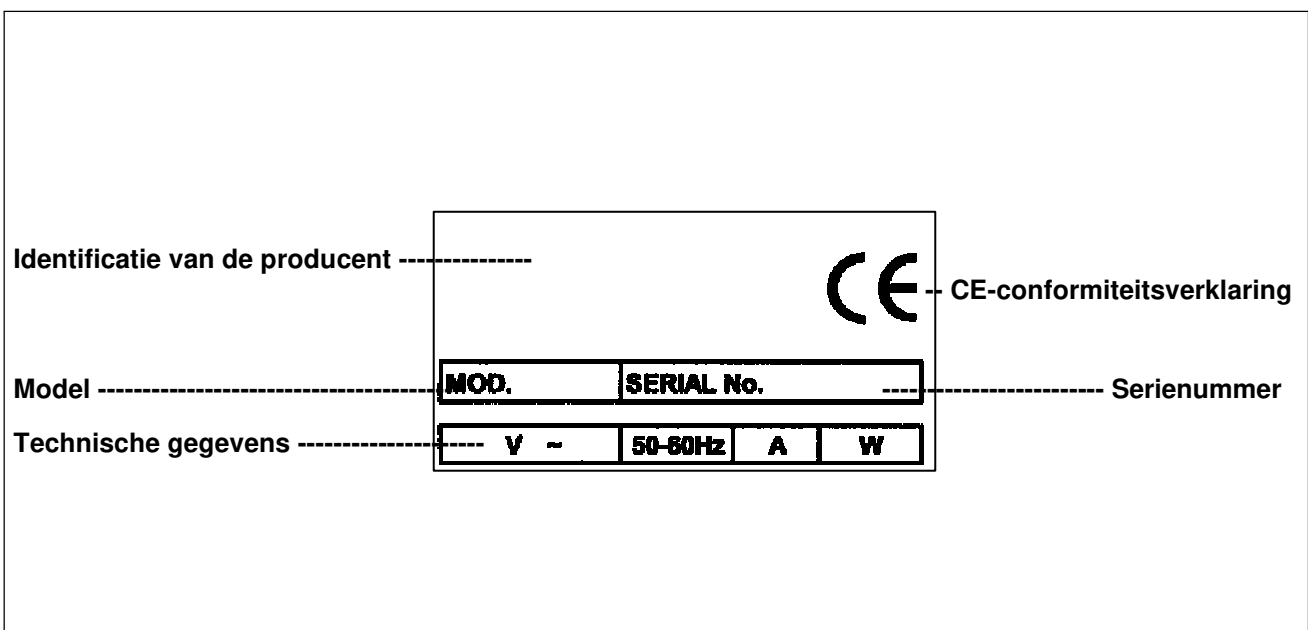 Identificatie van de producent ---------------
CE
-- CE-conformiteitsverklaring
Model
MOD.
SERIAL No.
Serienummer
Technische gegevens
V ~
50-60Hz
A
W